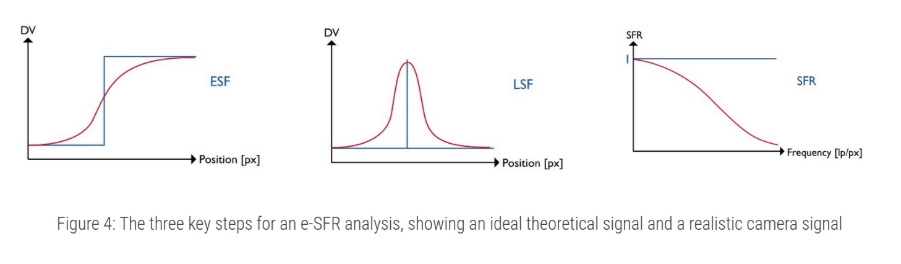 DV
ESF
Position [px]
DV
LSF
Position [px]
SFR
1
SFR
Frequency [lp/px]
Figure 4: The three key steps for an e-SFR analysis, showing an ideal theoretical signal and a realistic camera signal